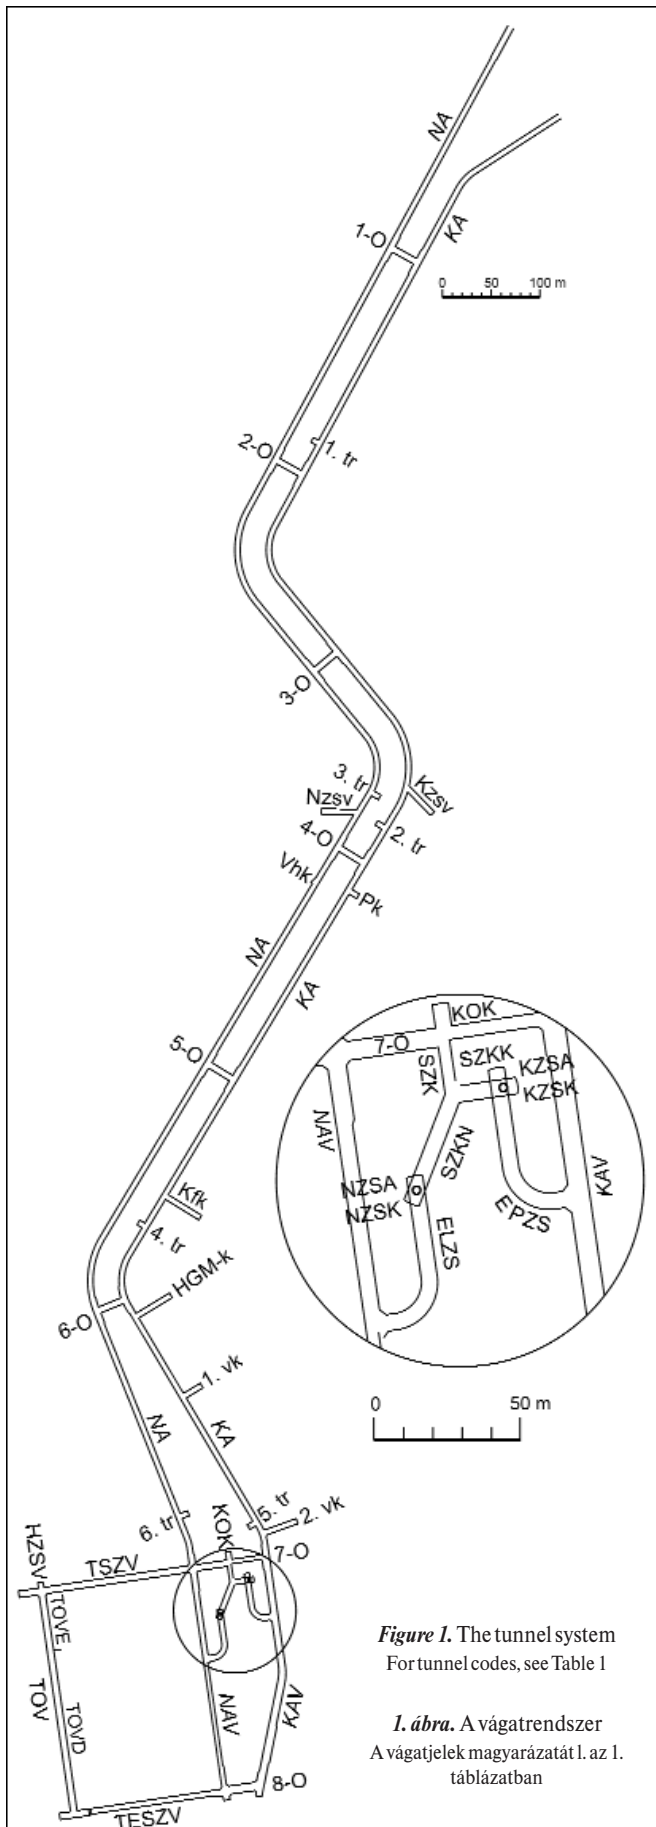 NA
KA
1-O
0 50 100 m
2-O
1. tr
3-O
3. tr
Kzsv
Nzsv
4-O
2. tr
Vhk
Pk
NA
KA
KOK
5-O
7-O
SZK
SZKK
KZSA
KZSK
NAV
SZKN
KAV
NZSA
NZSK
EPZS
ELZS
Kfk
4. tr
HGM-k
6-O
1. vk
0 50 m
NA
KA
5. tr
2. vk
6. tr
KOK
7-O
HZSV
TSZV
TOVE
TOV
TOVD
NAV
KAV
8-O
TESZV
Figure 1. The tunnel system
For tunnel codes, see Table 1
1. ábra. A vágatrendszer
A vágatjelek magyarázatát l. az 1.
táblázatban